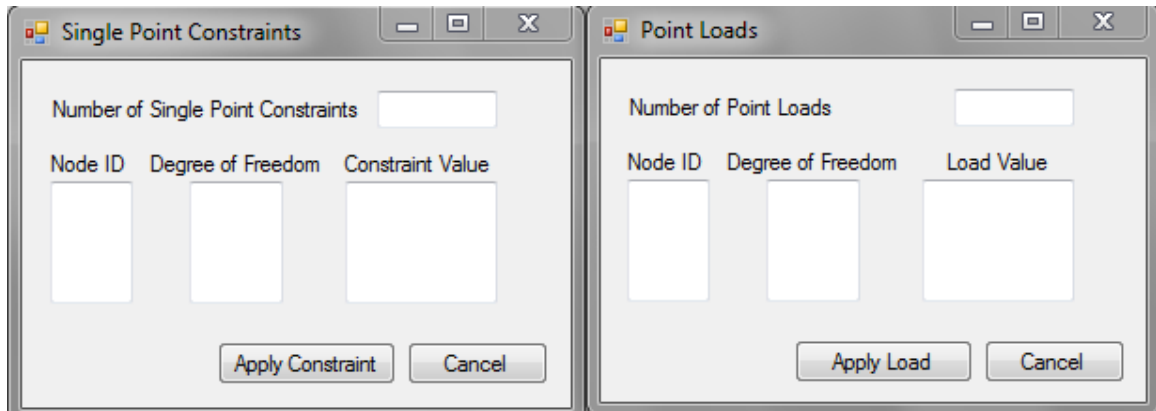 Single Point Constraints
Number of Single Point Constraints
Node ID Degree of Freedom Constraint Value
Apply Constraint Cancel
Point Loads
Number of Point Loads
Node ID Degree of Freedom Load Value
Apply Load Cancel